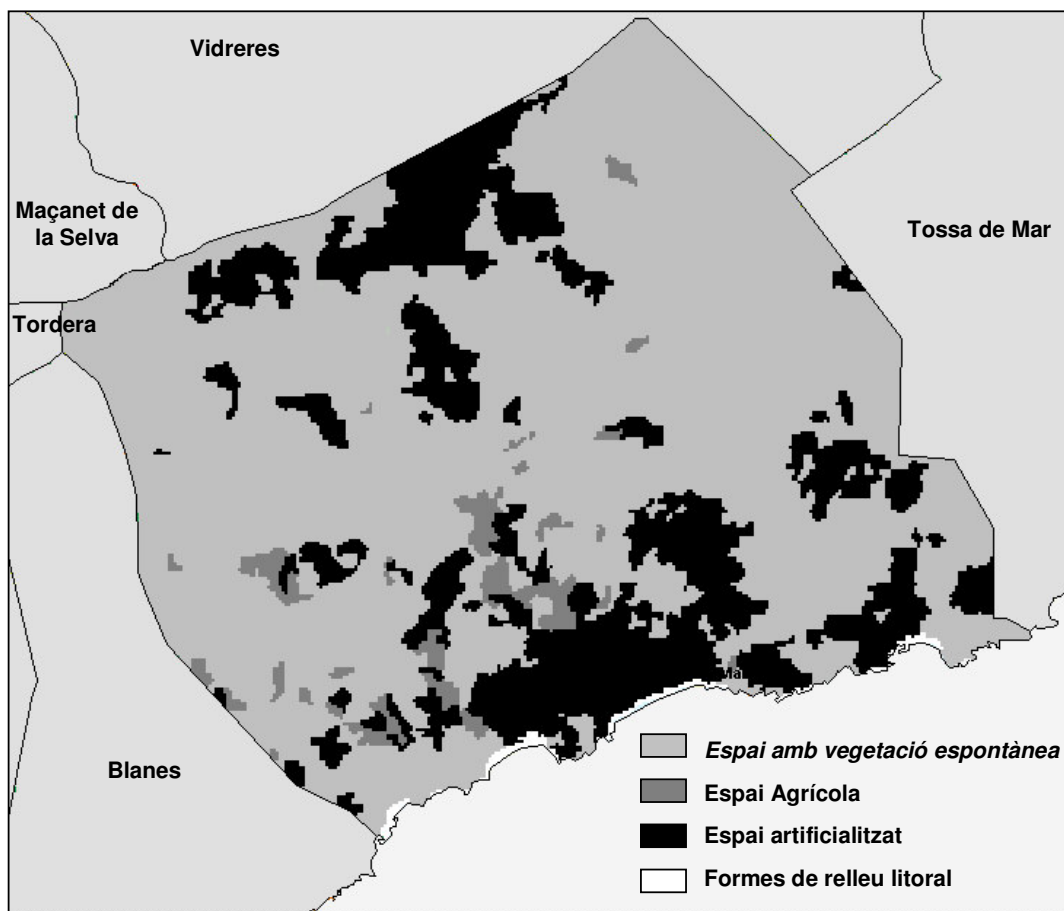 Vidreres
Maçanet de
la Selva
Tossa de Mar
Tordera
Blanes
Espai amb vegetació espontànea
Espai Agrícola
Espai artificialitzat
Formes de relleu litoral